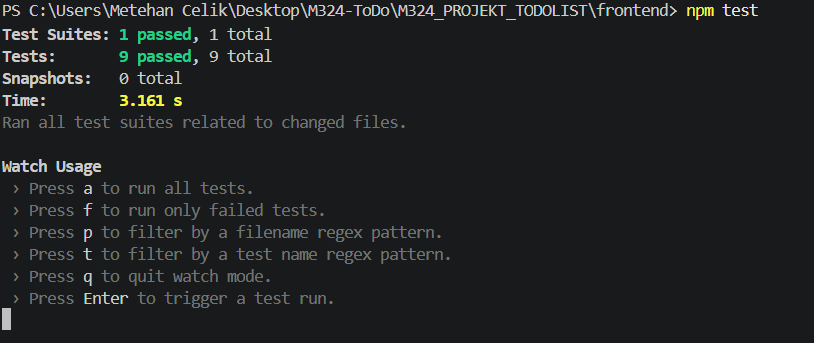 PS C:\Users\Metehan Celik\Desktop\M324-ToDo\M324_PROJEKT_TODOLIST\frontend> npm test
Test Suites: 1 passed, 1 total
Tests:       9 passed, 9 total
Snapshots:   0 total
Time:        3.161 s
Ran all test suites related to changed files.
Watch Usage
 › Press a to run all tests.
 › Press f to run only failed tests.
 › Press p to filter by a filename regex pattern.
 › Press t to filter by a test name regex pattern.
 › Press q to quit watch mode.
 › Press Enter to trigger a test run.